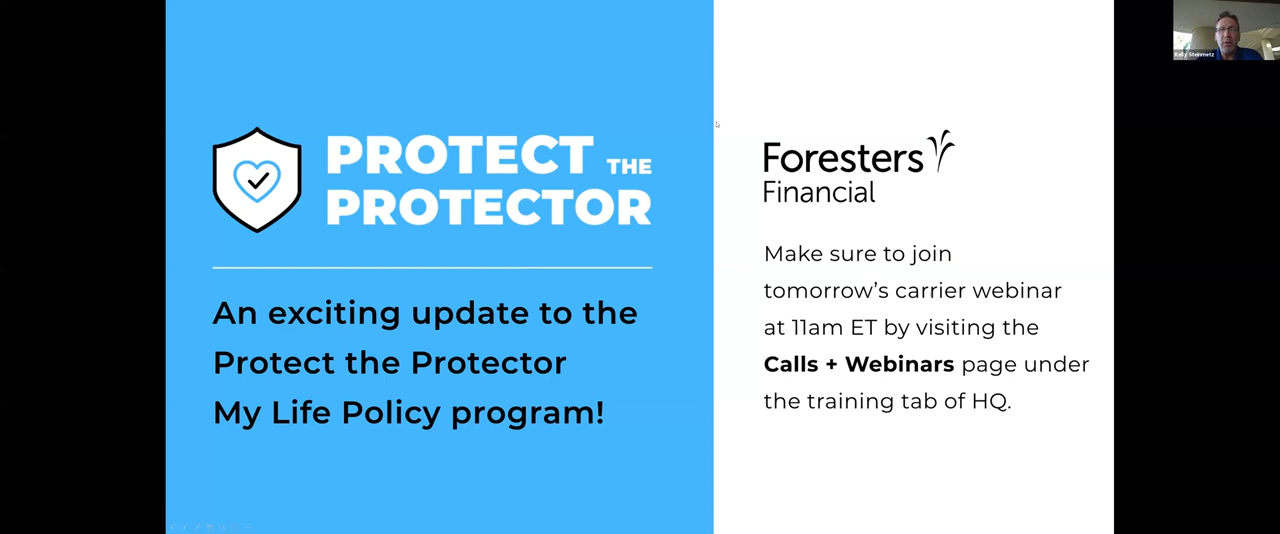 PROTECT THE
PROTECTOR
An exciting update to the
Protect the Protector
My Life Policy program!
Foresters
Financial
Make sure to join
tomorrow’s carrier webinar
at 11am ET by visiting the
Calls + Webinars page under
the training tab of HQ.
Kelly Steinmetz